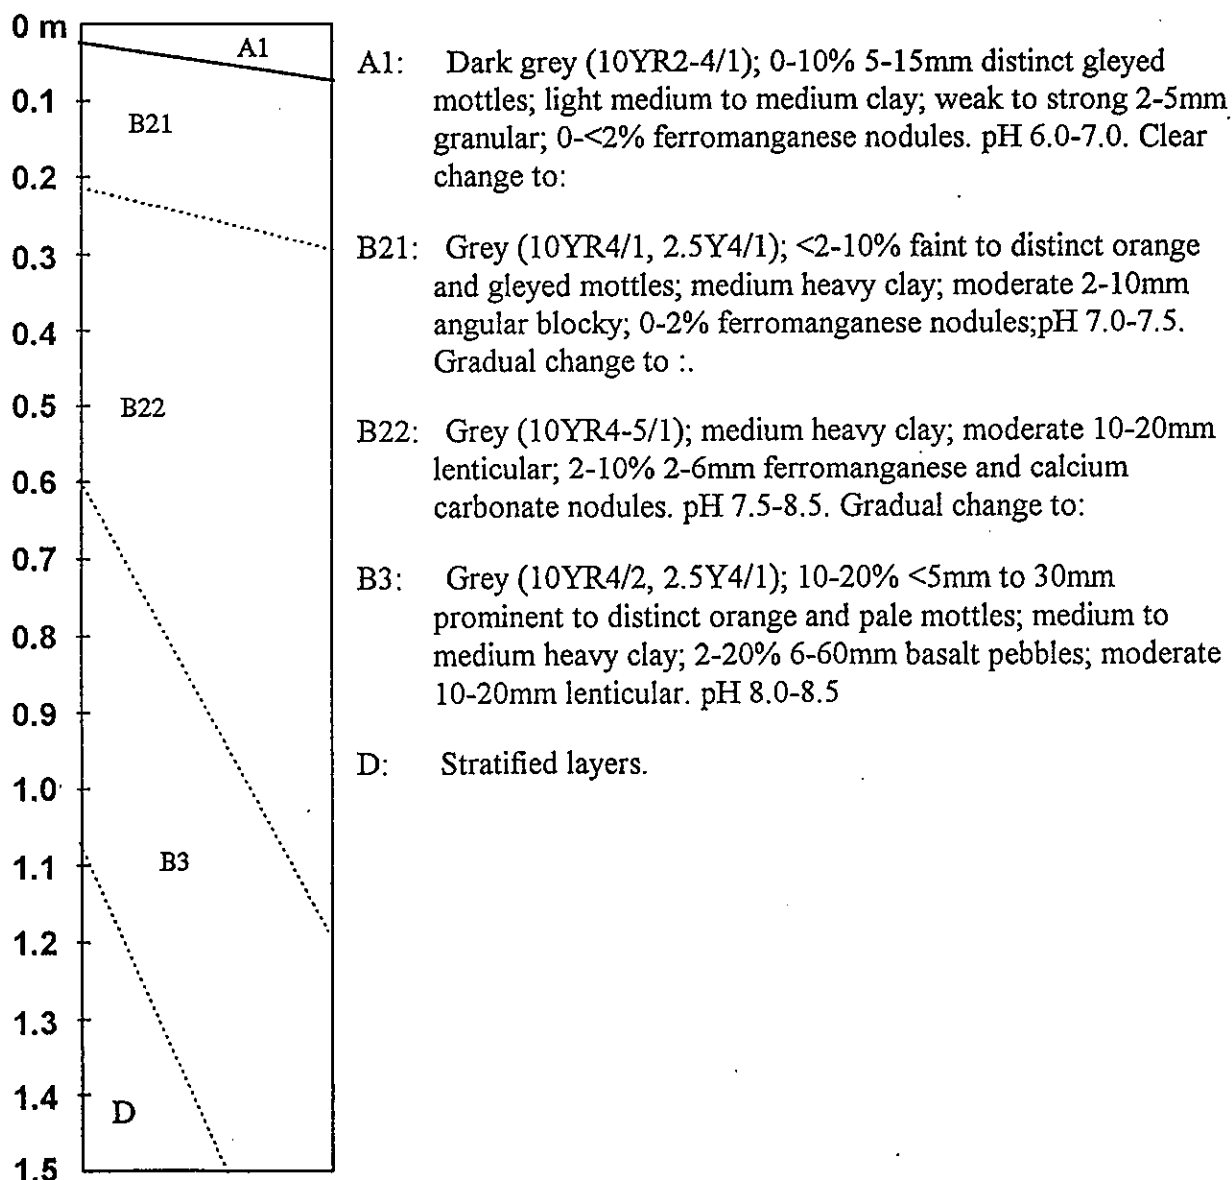 0 m
0.1
0.2
0.3
0.4
0.5
0.6
0.7
0.8
0.9
1.0
1.1
1.2
1.3
1.4
1.5
A1
B21
B22
B3
D
A1: Dark grey (10YR2-4/1); 0-10% 5-15mm distinct gleyed
mottles; light medium to medium clay; weak to strong 2-5mm
granular; 0-<2% ferromanganese nodules. pH 6.0-7.0. Clear
change to:
B21: Grey (10YR4/1, 2.5Y4/1); <2-10% faint to distinct orange
and gleyed mottles; medium heavy clay; moderate 2-10mm
angular blocky; 0-2% ferromanganese nodules;pH 7.0-7.5.
Gradual change to :.
B22: Grey (10YR4-5/1); medium heavy clay; moderate 10-20mm
lenticular; 2-10% 2-6mm ferromanganese and calcium
carbonate nodules. pH 7.5-8.5. Gradual change to:
B3: Grey (10YR4/2, 2.5Y4/1); 10-20% <5mm to 30mm
prominent to distinct orange and pale mottles; medium to
medium heavy clay; 2-20% 6-60mm basalt pebbles; moderate
10-20mm lenticular. pH 8.0-8.5
D: Stratified layers.